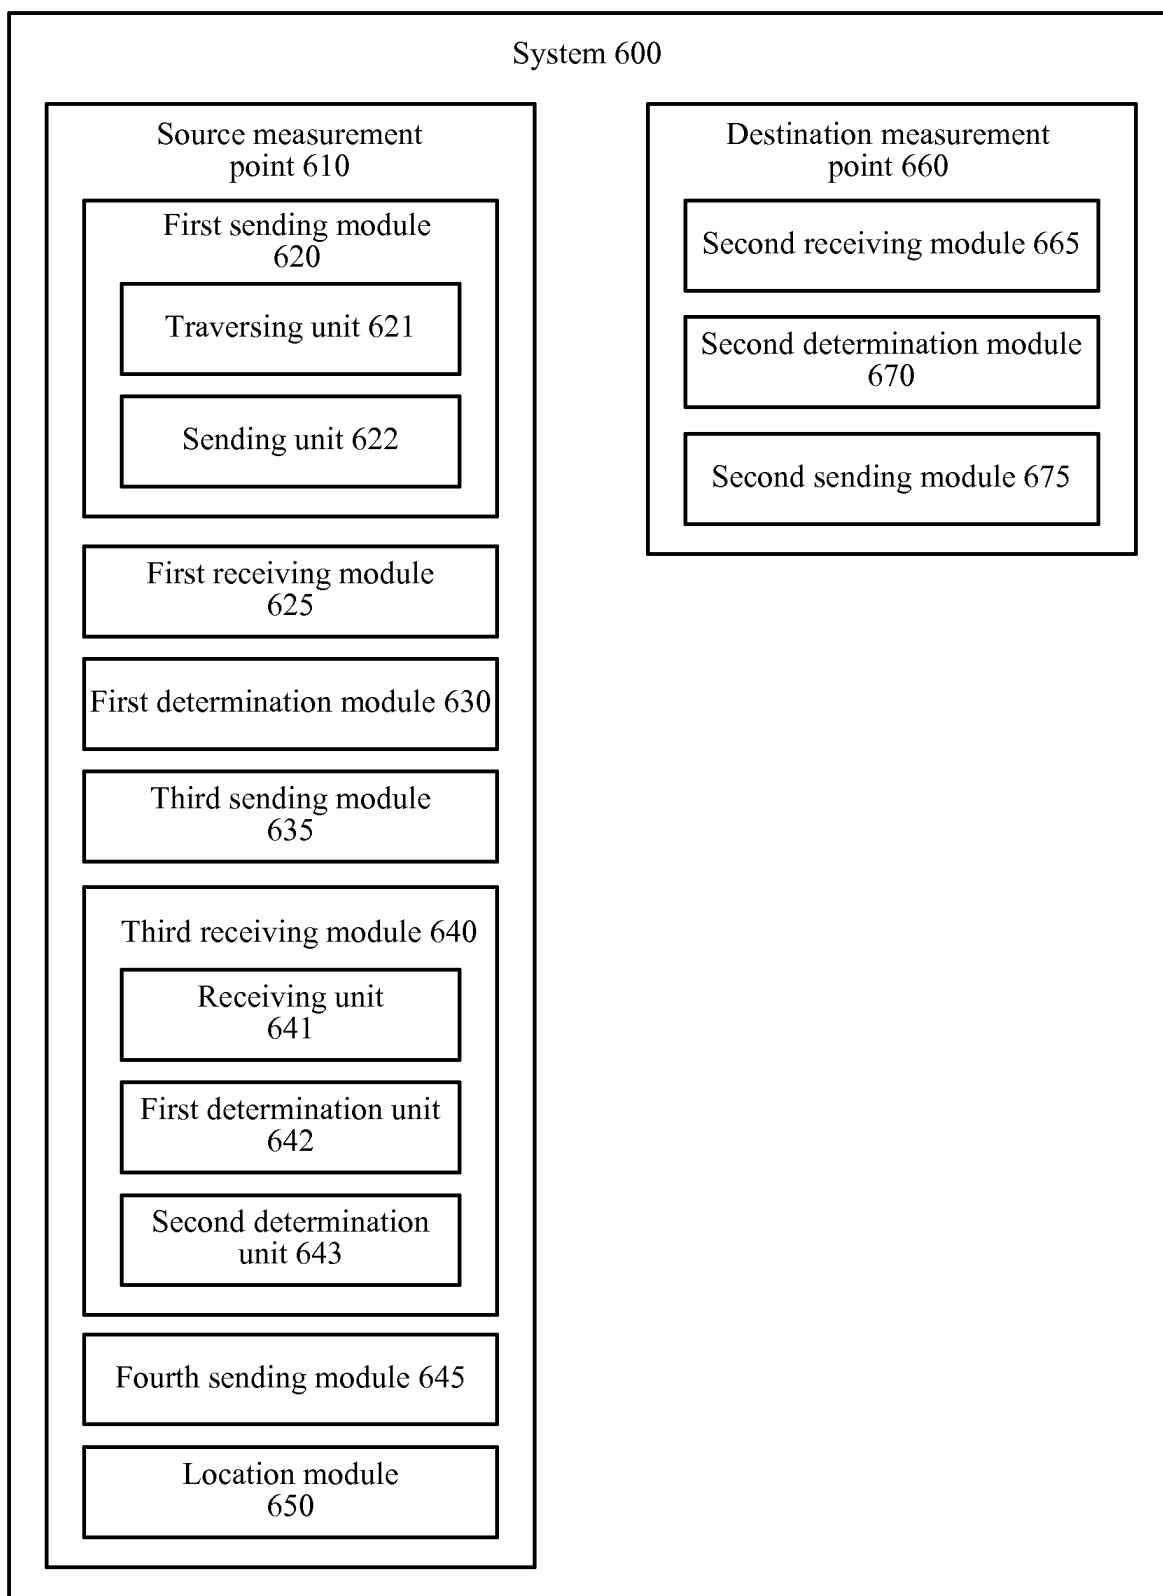 System 600
Source measurement
point 610
First sending module
620
Traversing unit 621
Sending unit 622
First receiving module
625
First determination module 630
Third sending module
635
Third receiving module 640
Receiving unit
641
First determination unit
642
Second determination
unit 643
Fourth sending module 645
Location module
650
Destination measurement
point 660
Second receiving module 665
Second determination module
670
Second sending module 675